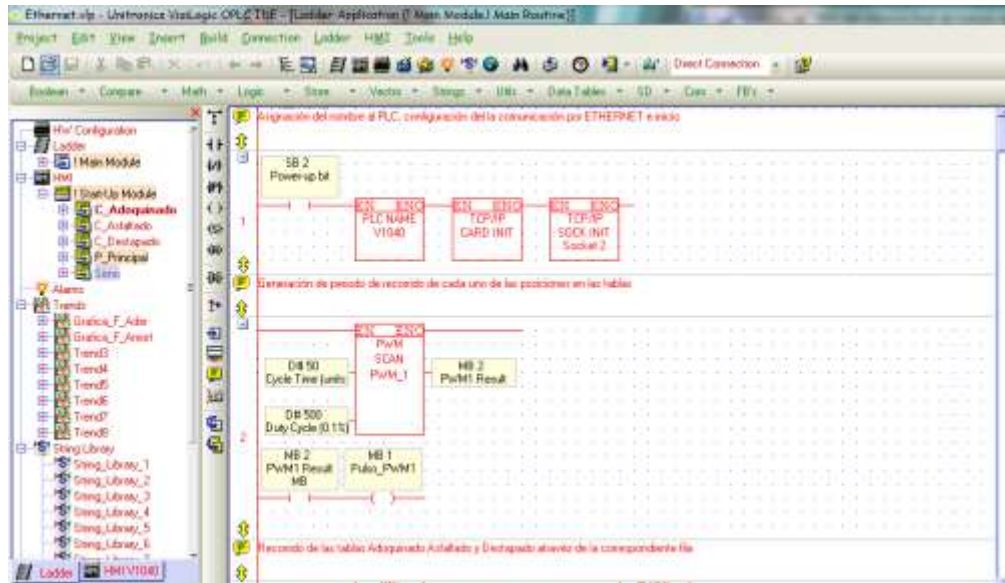 Ethernet.vlp - Unitronics VisiLogic OPLC IDE - [Ladder Application (! Main Module.! Main Routine)]
Project Edit View Insert Build Connection Ladder HMI Tools Help
Direct Connection
Boolean Compare Math Logic Store Vector Strings Utils Data Tables SD Com FB's
HW Configuration
Ladder
! Main Module
HMI
! Start-Up Module
C_Adoquinado
C_Asfaltado
C_Destapado
P_Principal
Alarms
Trends
Grafica_F_Ader
Grafica_F_Arrast
Trend3
Trend4
Trend5
Trend6
Trend7
Trend8
String Library
String_Library_1
String_Library_2
String_Library_3
String_Library_4
String_Library_5
String_Library_6
Ladder HMI V1040
Asignación del nombre al PLC, configuración de la comunicación por ETHERNET e inicio
SB 2
Power-up bit
1
EN ENO
PLC NAME
V1040
EN ENO
TCP/IP
CARD INIT
EN ENO
TCP/IP
SOCK INIT
Socket 2
Generación de periodo de recorrido de cada uno de las posiciones en las tablas
EN ENO
PWM
SCAN
PWM_1
D# 50
Cycle Time (units
MB 2
PWM1 Result
D# 500
Duty Cycle (0.1%)
2
MB 2
PWM1 Result
MB
MB 1
Pulso_PWM1
Recorrido de las tablas Adoquinado Asfaltado y Destapado através de la correspondiente fila